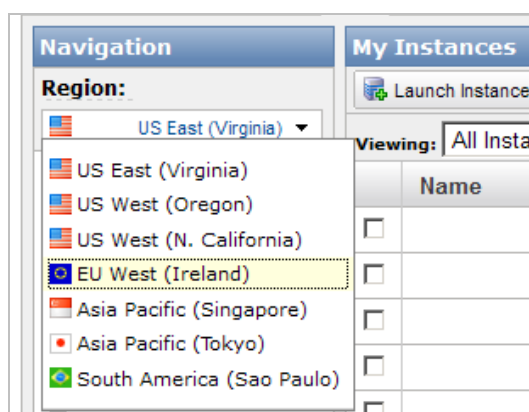 Navigation
Region:
US East (Virginia)
US East (Virginia)
US West (Oregon)
US West (N. California)
EU West (Ireland)
Asia Pacific (Singapore)
Asia Pacific (Tokyo)
South America (Sao Paulo)
My Instances
Launch Instance
Viewing: All Insta
Name